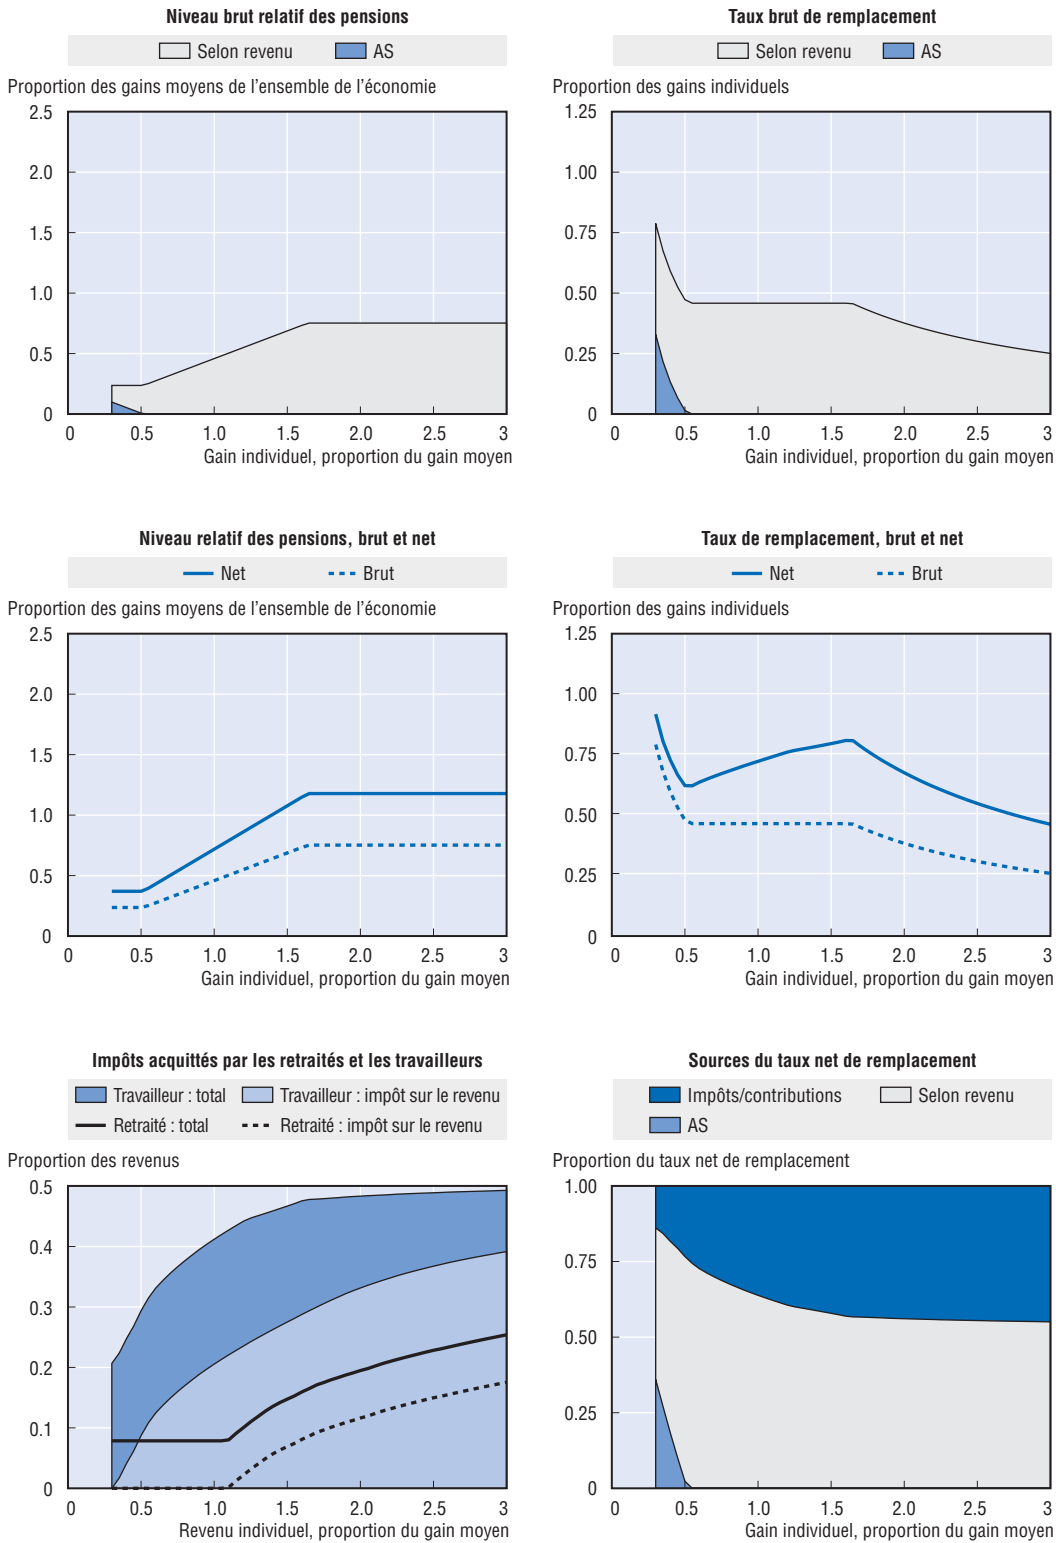 Niveau brut relatif des pensions
Selon revenu AS
Proportion des gains moyens de l'ensemble de l'économie
2.5
2.0
1.5
1.0
0.5
0
0 0.5 1.0 1.5 2.0 2.5 3
Gain individuel, proportion du gain moyen
Taux brut de remplacement
Selon revenu AS
Proportion des gains individuels
1.25
1.00
0.75
0.50
0.25
0
0 0.5 1.0 1.5 2.0 2.5 3
Gain individuel, proportion du gain moyen
Niveau relatif des pensions, brut et net
Net Brut
Proportion des gains moyens de l'ensemble de l'économie
2.5
2.0
1.5
1.0
0.5
0
0 0.5 1.0 1.5 2.0 2.5 3
Gain individuel, proportion du gain moyen
Taux de remplacement, brut et net
Net Brut
Proportion des gains individuels
1.25
1.00
0.75
0.50
0.25
0
0 0.5 1.0 1.5 2.0 2.5 3
Gain individuel, proportion du gain moyen
Impôts acquittés par les retraités et les travailleurs
Travailleur : total Travailleur : impôt sur le revenu
Retraité : total Retraité : impôt sur le revenu
Proportion des revenus
0.5
0.4
0.3
0.2
0.1
0
0 0.5 1.0 1.5 2.0 2.5 3
Revenu individuel, proportion du gain moyen
Sources du taux net de remplacement
Impôts/contributions Selon revenu
AS
Proportion du taux net de remplacement
1.00
0.75
0.50
0.25
0
0 0.5 1.0 1.5 2.0 2.5 3
Gain individuel, proportion du gain moyen